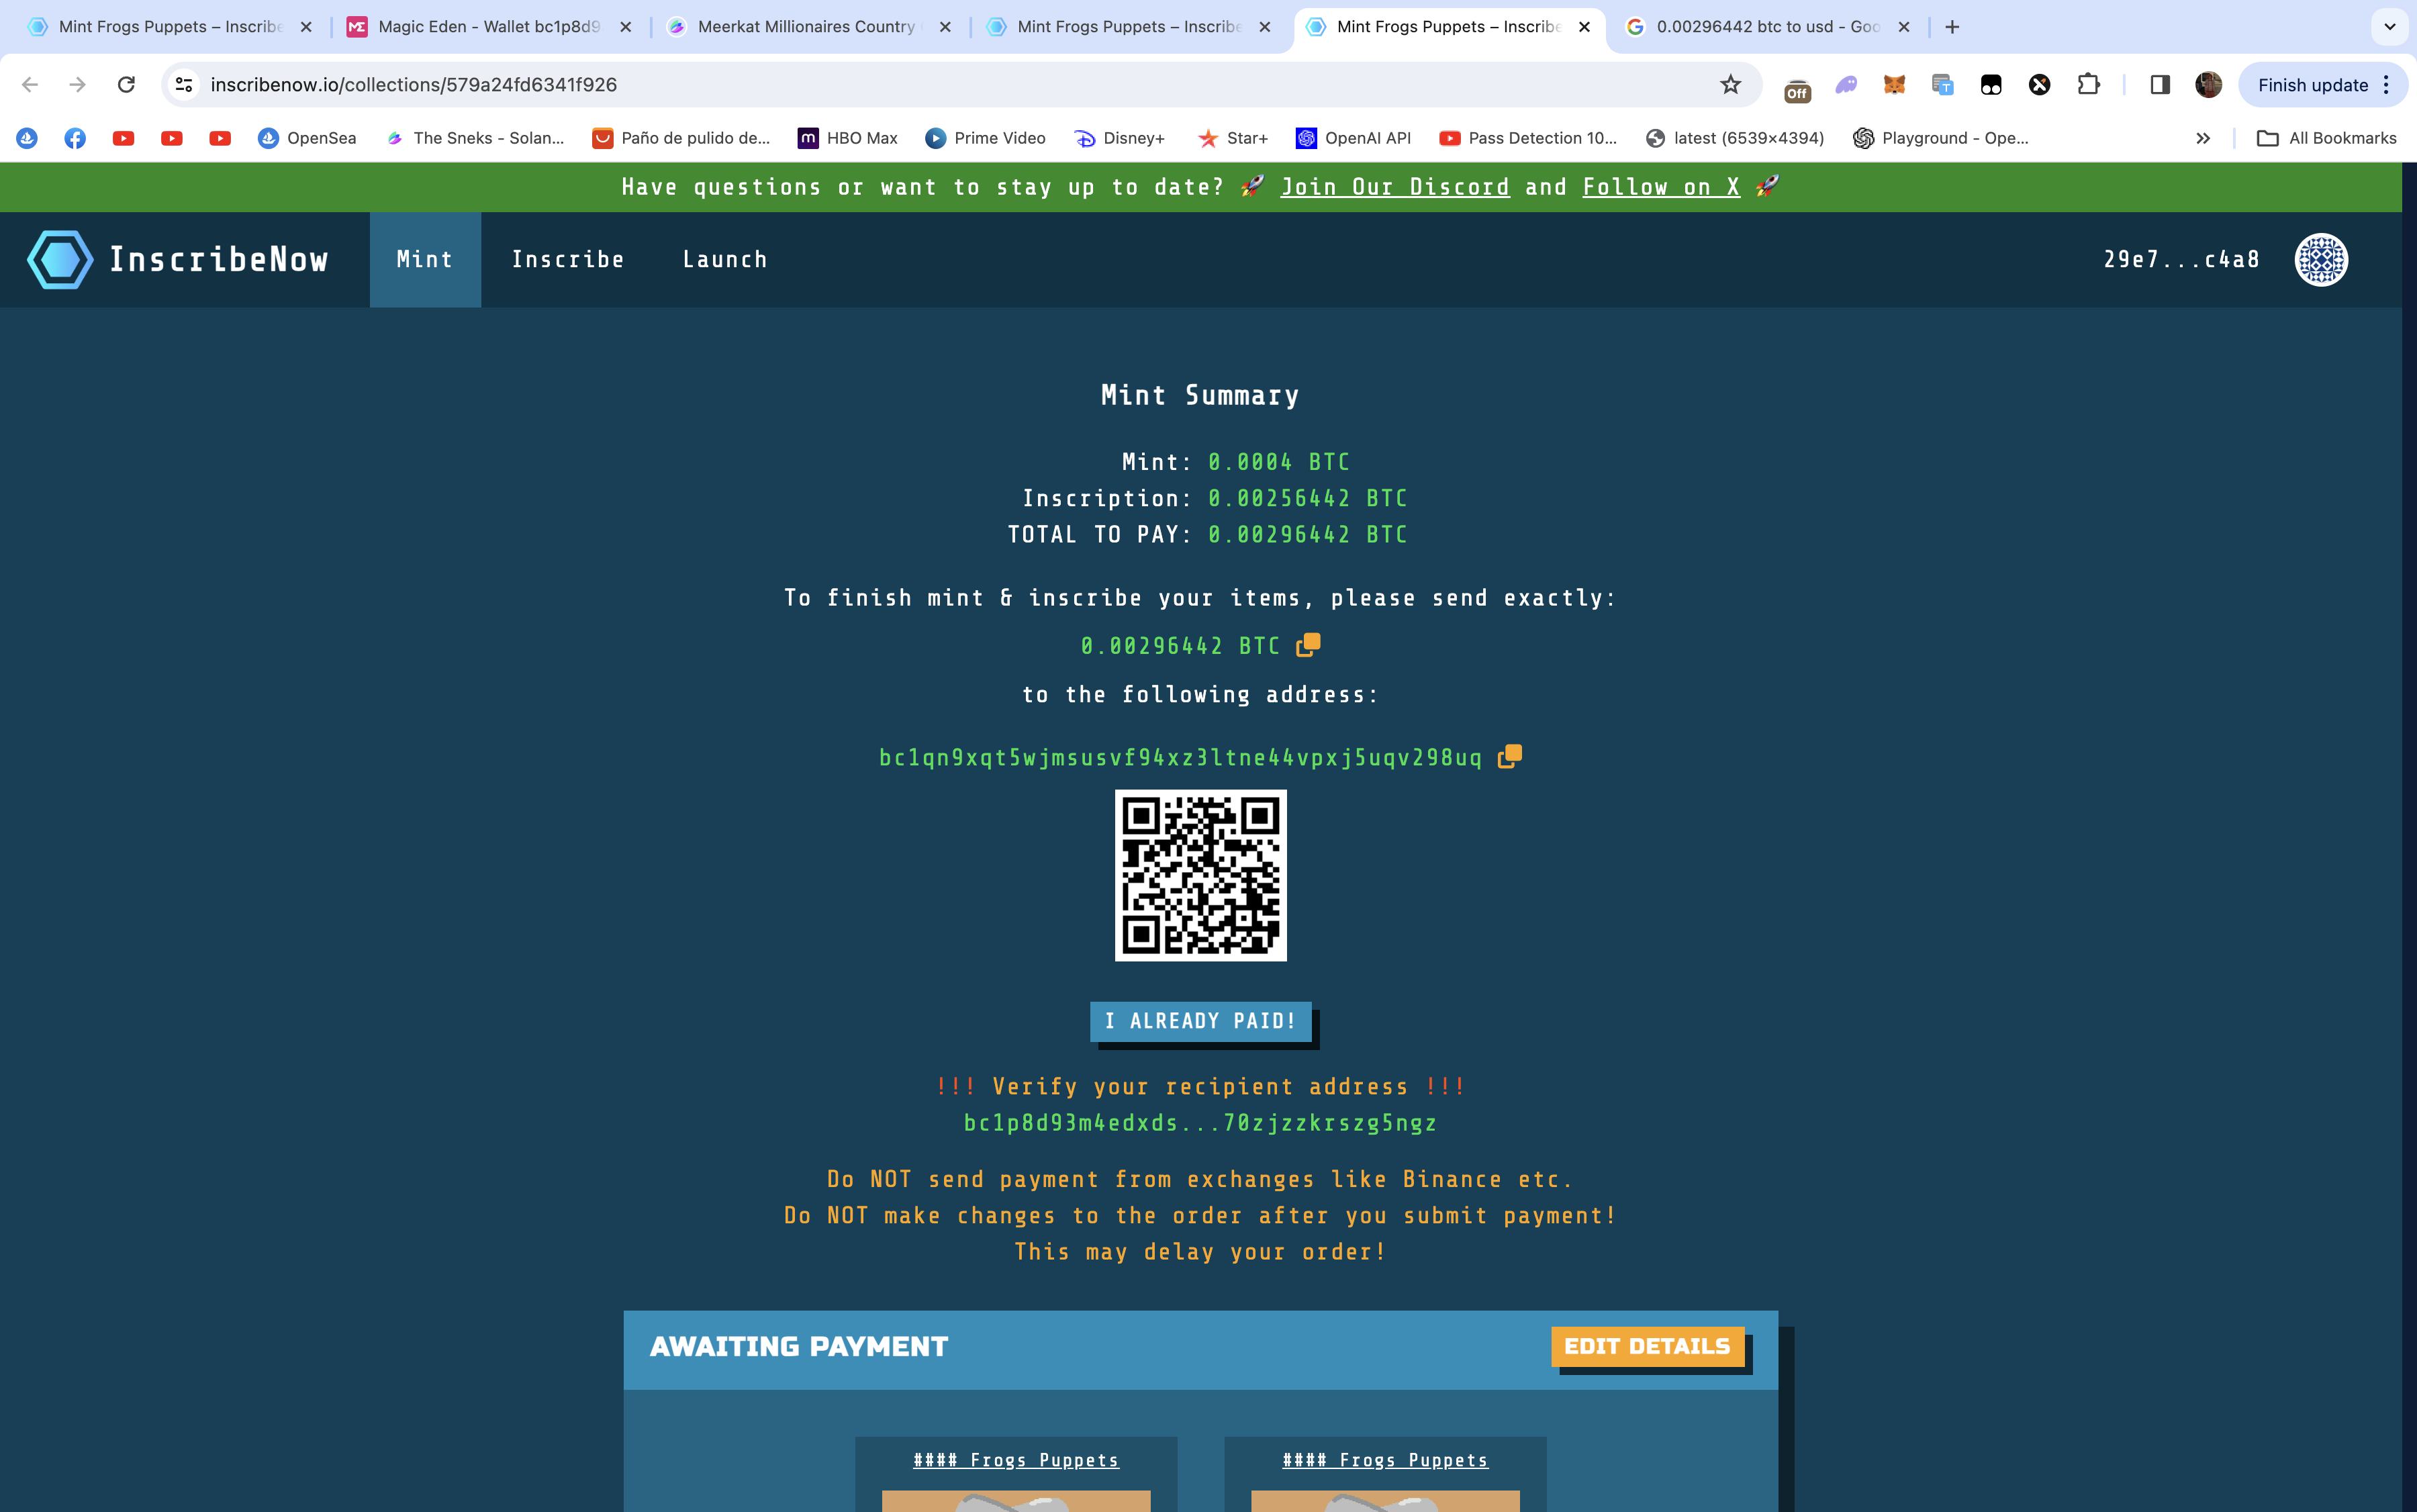 Mint Frogs Puppets – Inscribe
Magic Eden - Wallet bc1p8d9
Meerkat Millionaires Country
Mint Frogs Puppets – Inscribe
Mint Frogs Puppets – Inscribe
0.00296442 btc to usd - Goo
inscribenow.io/collections/579a24fd6341f926
Off
Finish update
OpenSea
The Sneks - Solan...
Paño de pulido de...
HBO Max
Prime Video
Disney+
Star+
OpenAI API
Pass Detection 10...
latest (6539×4394)
Playground - Ope...
All Bookmarks
Have questions or want to stay up to date? 🚀 Join Our Discord and Follow on X 🚀
InscribeNow
Mint
Inscribe
Launch
29e7...c4a8
Mint Summary
Mint: 0.0004 BTC
Inscription: 0.00256442 BTC
TOTAL TO PAY: 0.00296442 BTC
To finish mint & inscribe your items, please send exactly:
0.00296442 BTC
to the following address:
bc1qn9xqt5wjmsusvf94xz3ltne44vpxj5uqv298uq
I ALREADY PAID!
!!! Verify your recipient address !!!
bc1p8d93m4edxds...70zjzzkrszg5ngz
Do NOT send payment from exchanges like Binance etc.
Do NOT make changes to the order after you submit payment!
This may delay your order!
AWAITING PAYMENT
EDIT DETAILS
#### Frogs Puppets
#### Frogs Puppets